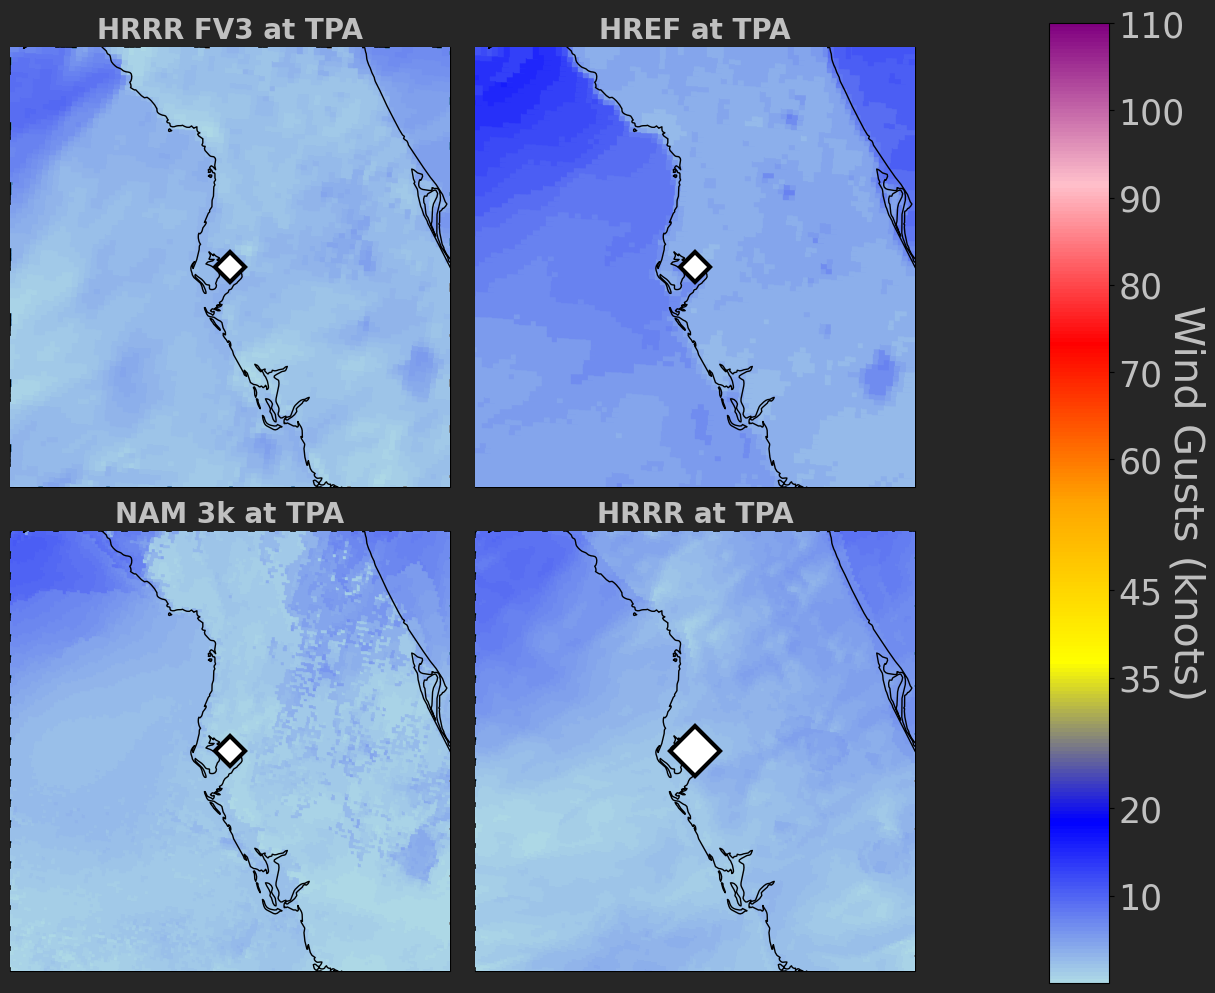 HRRR FV3 at TPA
HREF at TPA
NAM 3k at TPA
HRRR at TPA
110
100
90
80
70
60
45
35
20
10
Wind Gusts (knots)